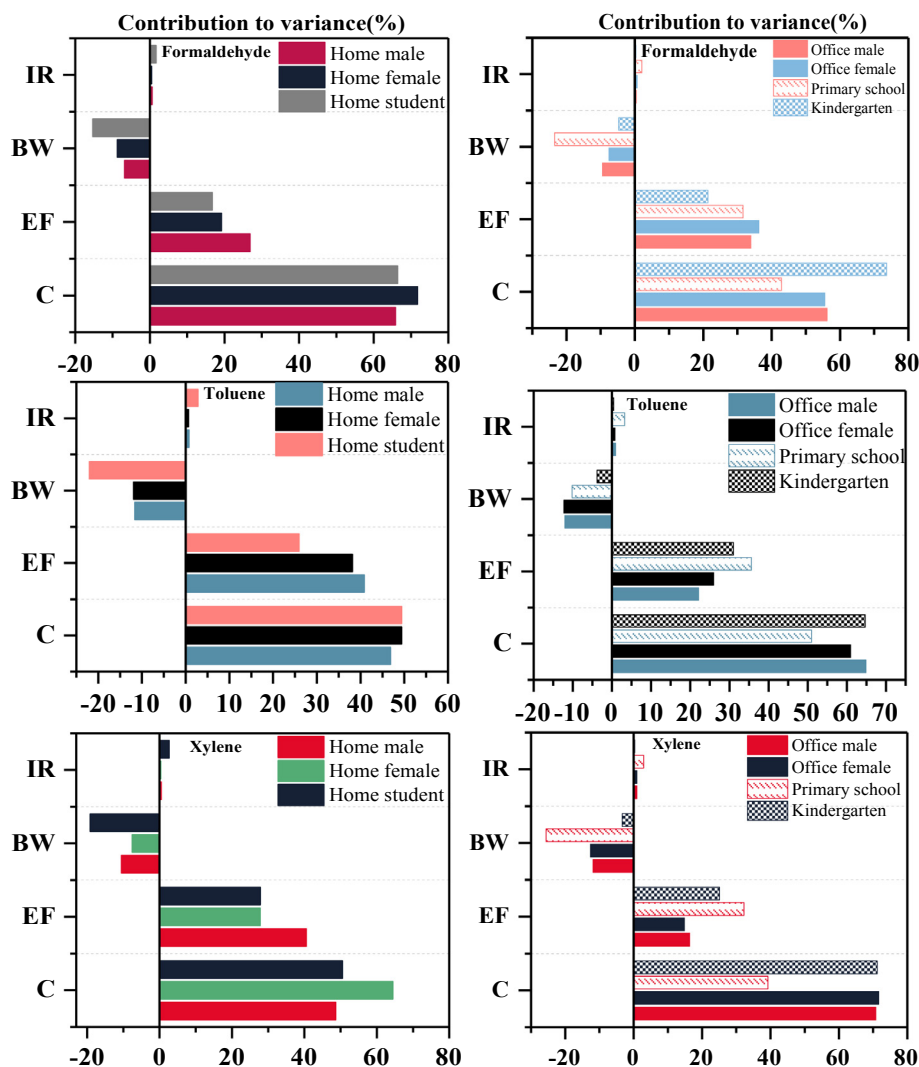 Contribution to variance(%)
Formaldehyde
Home male
Home female
Home student
IR
BW
EF
C
-20 0 20 40 60 80
Contribution to variance(%)
Formaldehyde
Office male
Office female
Primary school
Kindergarten
IR
BW
EF
C
-20 0 20 40 60 80
Toluene
Home male
Home female
Home student
IR
BW
EF
C
-20 -10 0 10 20 30 40 50 60
Toluene
Office male
Office female
Primary school
Kindergarten
IR
BW
EF
C
-20 -10 0 10 20 30 40 50 60 70
Xylene
Home male
Home female
Home student
IR
BW
EF
C
-20 0 20 40 60 80
Xylene
Office male
Office female
Primary school
Kindergarten
IR
BW
EF
C
-20 0 20 40 60 80